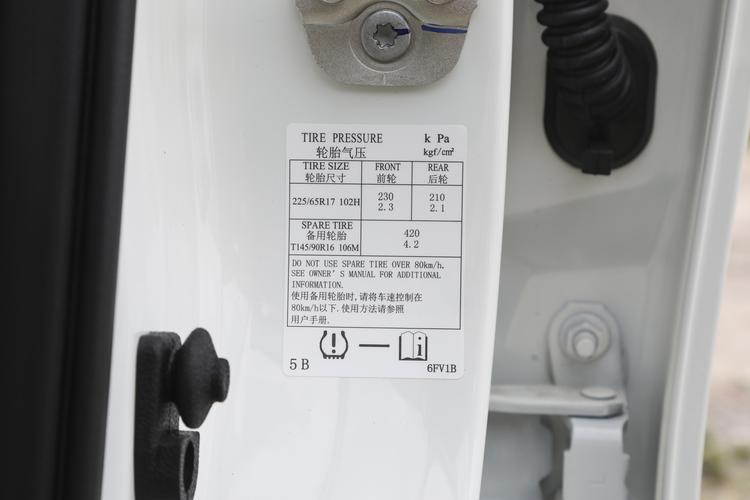 TIRE PRESSURE k Pa
轮胎气压 kgf/cm²
TIRE SIZE FRONT REAR
轮胎尺寸 前轮 后轮
225/65R17 102H 230 210
2.3 2.1
SPARE TIRE 420
备用轮胎
T145/90R16 106M 4.2
DO NOT USE SPARE TIRE OVER 80km/h.
SEE OWNER'S MANUAL FOR ADDITIONAL
INFORMATION.
使用备用轮胎时,请将车速控制在
80km/h以下.使用方法请参照
用户手册.
5B 6FV1B